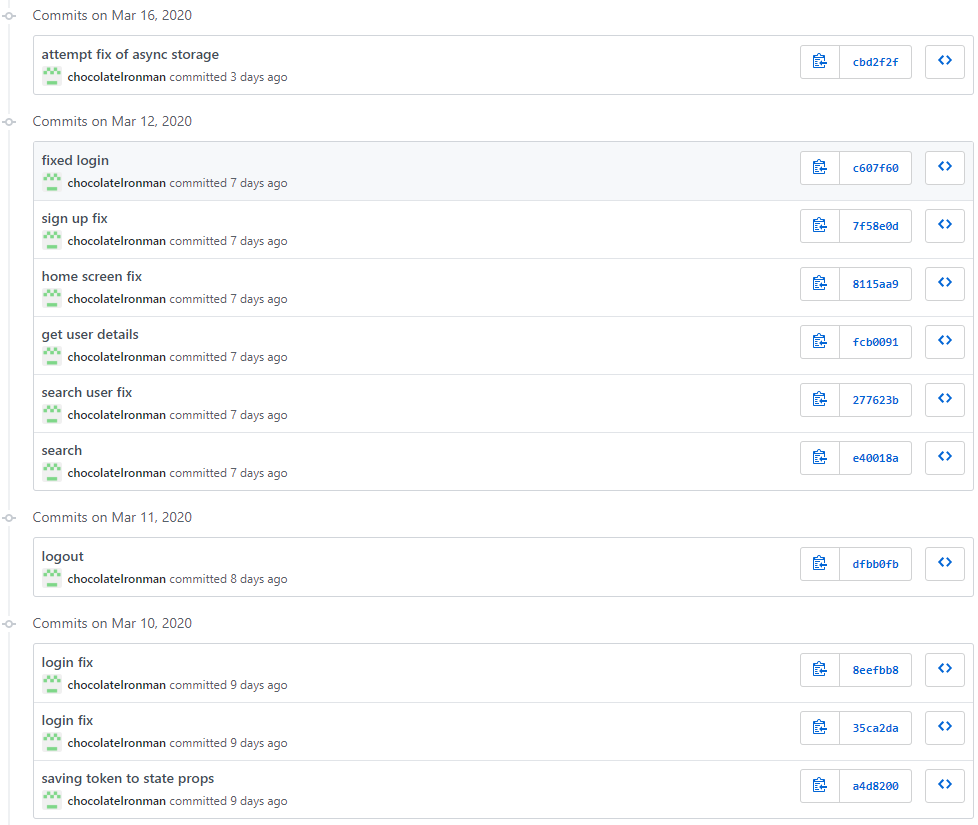 Commits on Mar 16, 2020
attempt fix of async storage
chocolateIronman committed 3 days ago
cbd2f2f
Commits on Mar 12, 2020
fixed login
chocolateIronman committed 7 days ago
c607f60
sign up fix
chocolateIronman committed 7 days ago
7f58e0d
home screen fix
chocolateIronman committed 7 days ago
8115aa9
get user details
chocolateIronman committed 7 days ago
fcb0091
search user fix
chocolateIronman committed 7 days ago
277623b
search
chocolateIronman committed 7 days ago
e40018a
Commits on Mar 11, 2020
logout
chocolateIronman committed 8 days ago
dfbb0fb
Commits on Mar 10, 2020
login fix
chocolateIronman committed 9 days ago
8eefbb8
login fix
chocolateIronman committed 9 days ago
35ca2da
saving token to state props
chocolateIronman committed 9 days ago
a4d8200